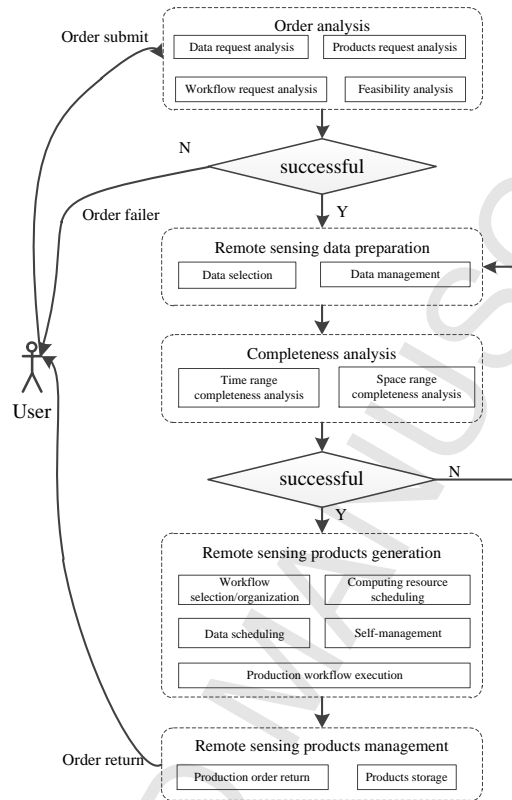 Order analysis
Order submit
Data request analysis
Products request analysis
Workflow request analysis
Feasibility analysis
N
successful
Order failer
Y
Remote sensing data preparation
Data selection
Data management
Completeness analysis
Time range
completeness analysis
Space range
completeness analysis
User
successful
N
Y
Remote sensing products generation
Workflow
selection/organization
Computing resource
scheduling
Data scheduling
Self-management
Production workflow execution
Remote sensing products management
Order return
Production order return
Products storage